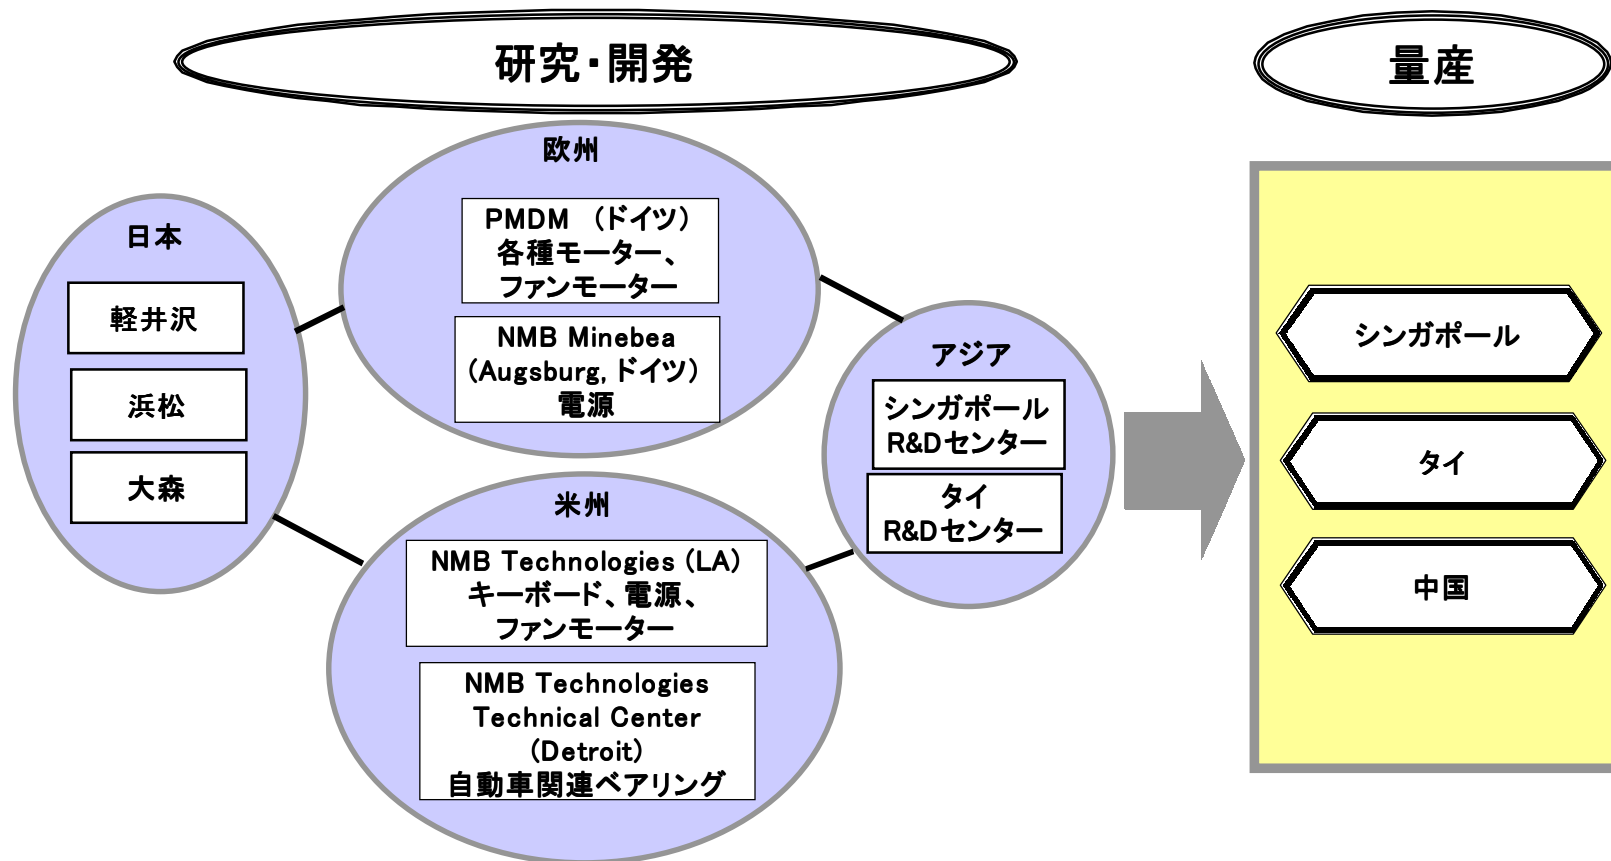 研究・開発
量産
日本
軽井沢
浜松
大森
欧州
PMDM （ドイツ）
各種モーター、
ファンモーター
NMB Minebea
(Augsburg, ドイツ)
電源
米州
NMB Technologies (LA)
キーボード、電源、
ファンモーター
NMB Technologies
Technical Center
(Detroit)
自動車関連ベアリング
アジア
シンガポール
R&Dセンター
タイ
R&Dセンター
シンガポール
タイ
中国